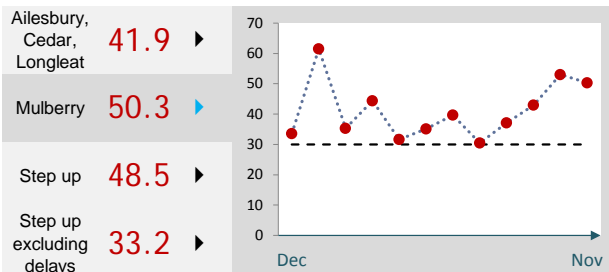 Ailesbury,
Cedar,
Longleat
41.9
Mulberry
50.3
Step up
48.5
Step up
excluding
delays
33.2
70
60
50
40
30
20
10
0
Dec
Nov